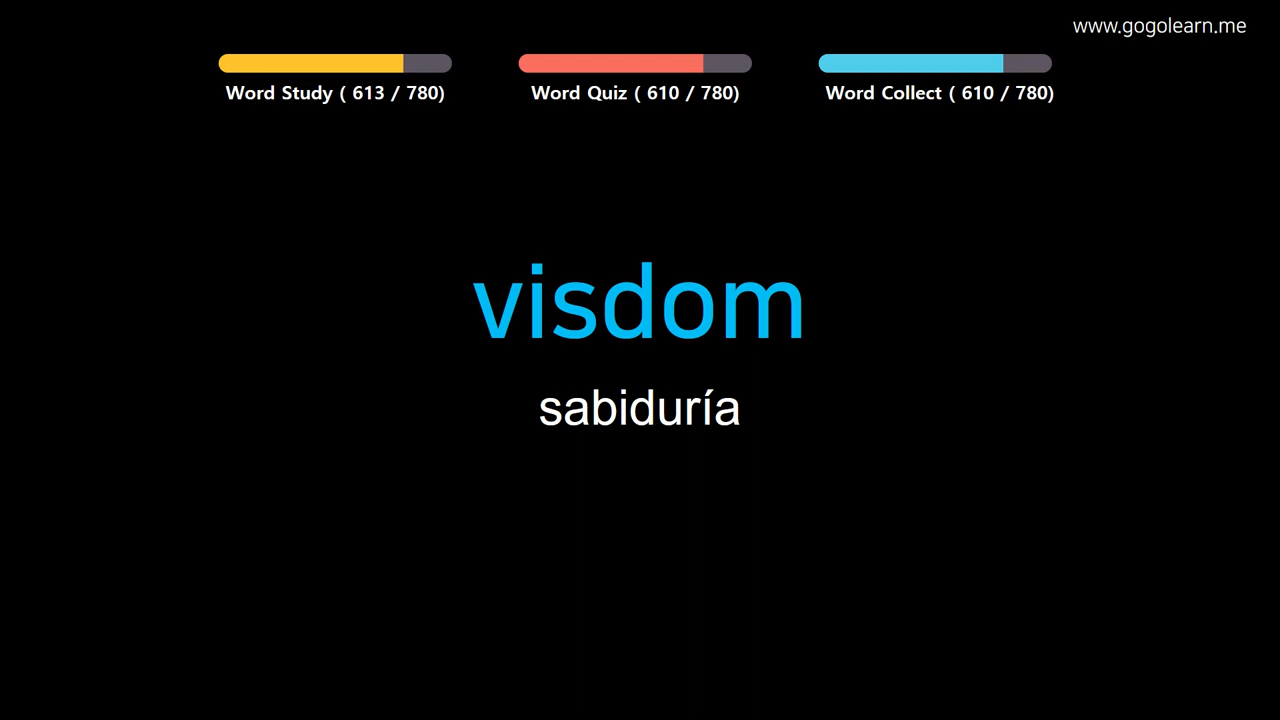 www.gogolearn.me
Word Study ( 613 / 780)
Word Quiz ( 610 / 780)
Word Collect ( 610 / 780)
visdom
sabiduría